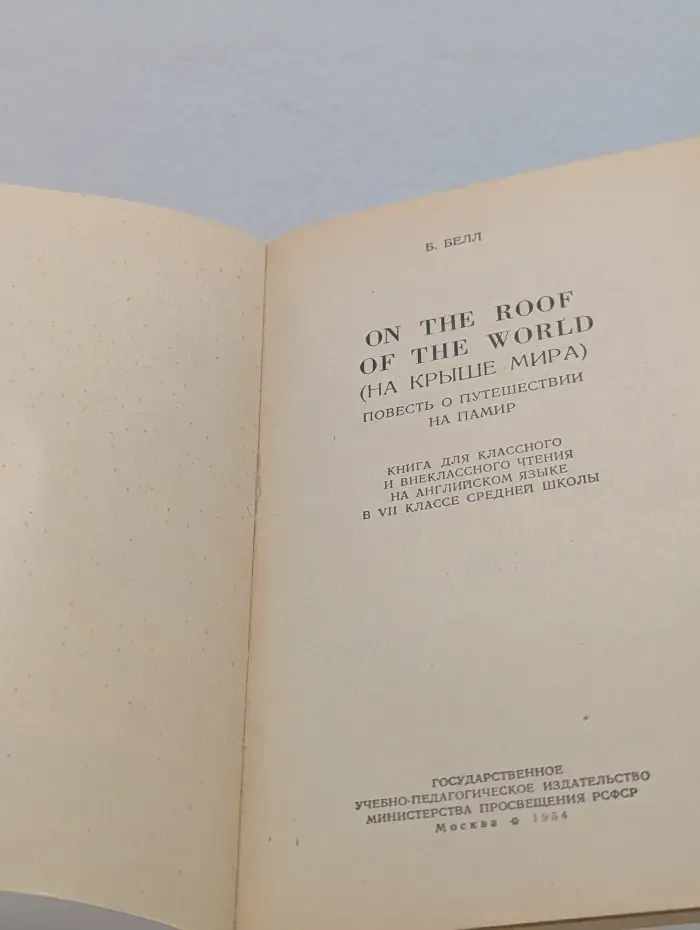 Б. БЕЛЛ
ON THE ROOF
OF THE WORLD
(НА КРЫШЕ МИРА)
ПОВЕСТЬ О ПУТЕШЕСТВИИ
НА ПАМИР
КНИГА ДЛЯ КЛАССНОГО
И ВНЕКЛАССНОГО ЧТЕНИЯ
НА АНГЛИЙСКОМ ЯЗЫКЕ
В VII КЛАССЕ СРЕДНЕЙ ШКОЛЫ
ГОСУДАРСТВЕННОЕ
УЧЕБНО-ПЕДАГОГИЧЕСКОЕ ИЗДАТЕЛЬСТВО
МИНИСТЕРСТВА ПРОСВЕЩЕНИЯ РСФСР
Москва 1954